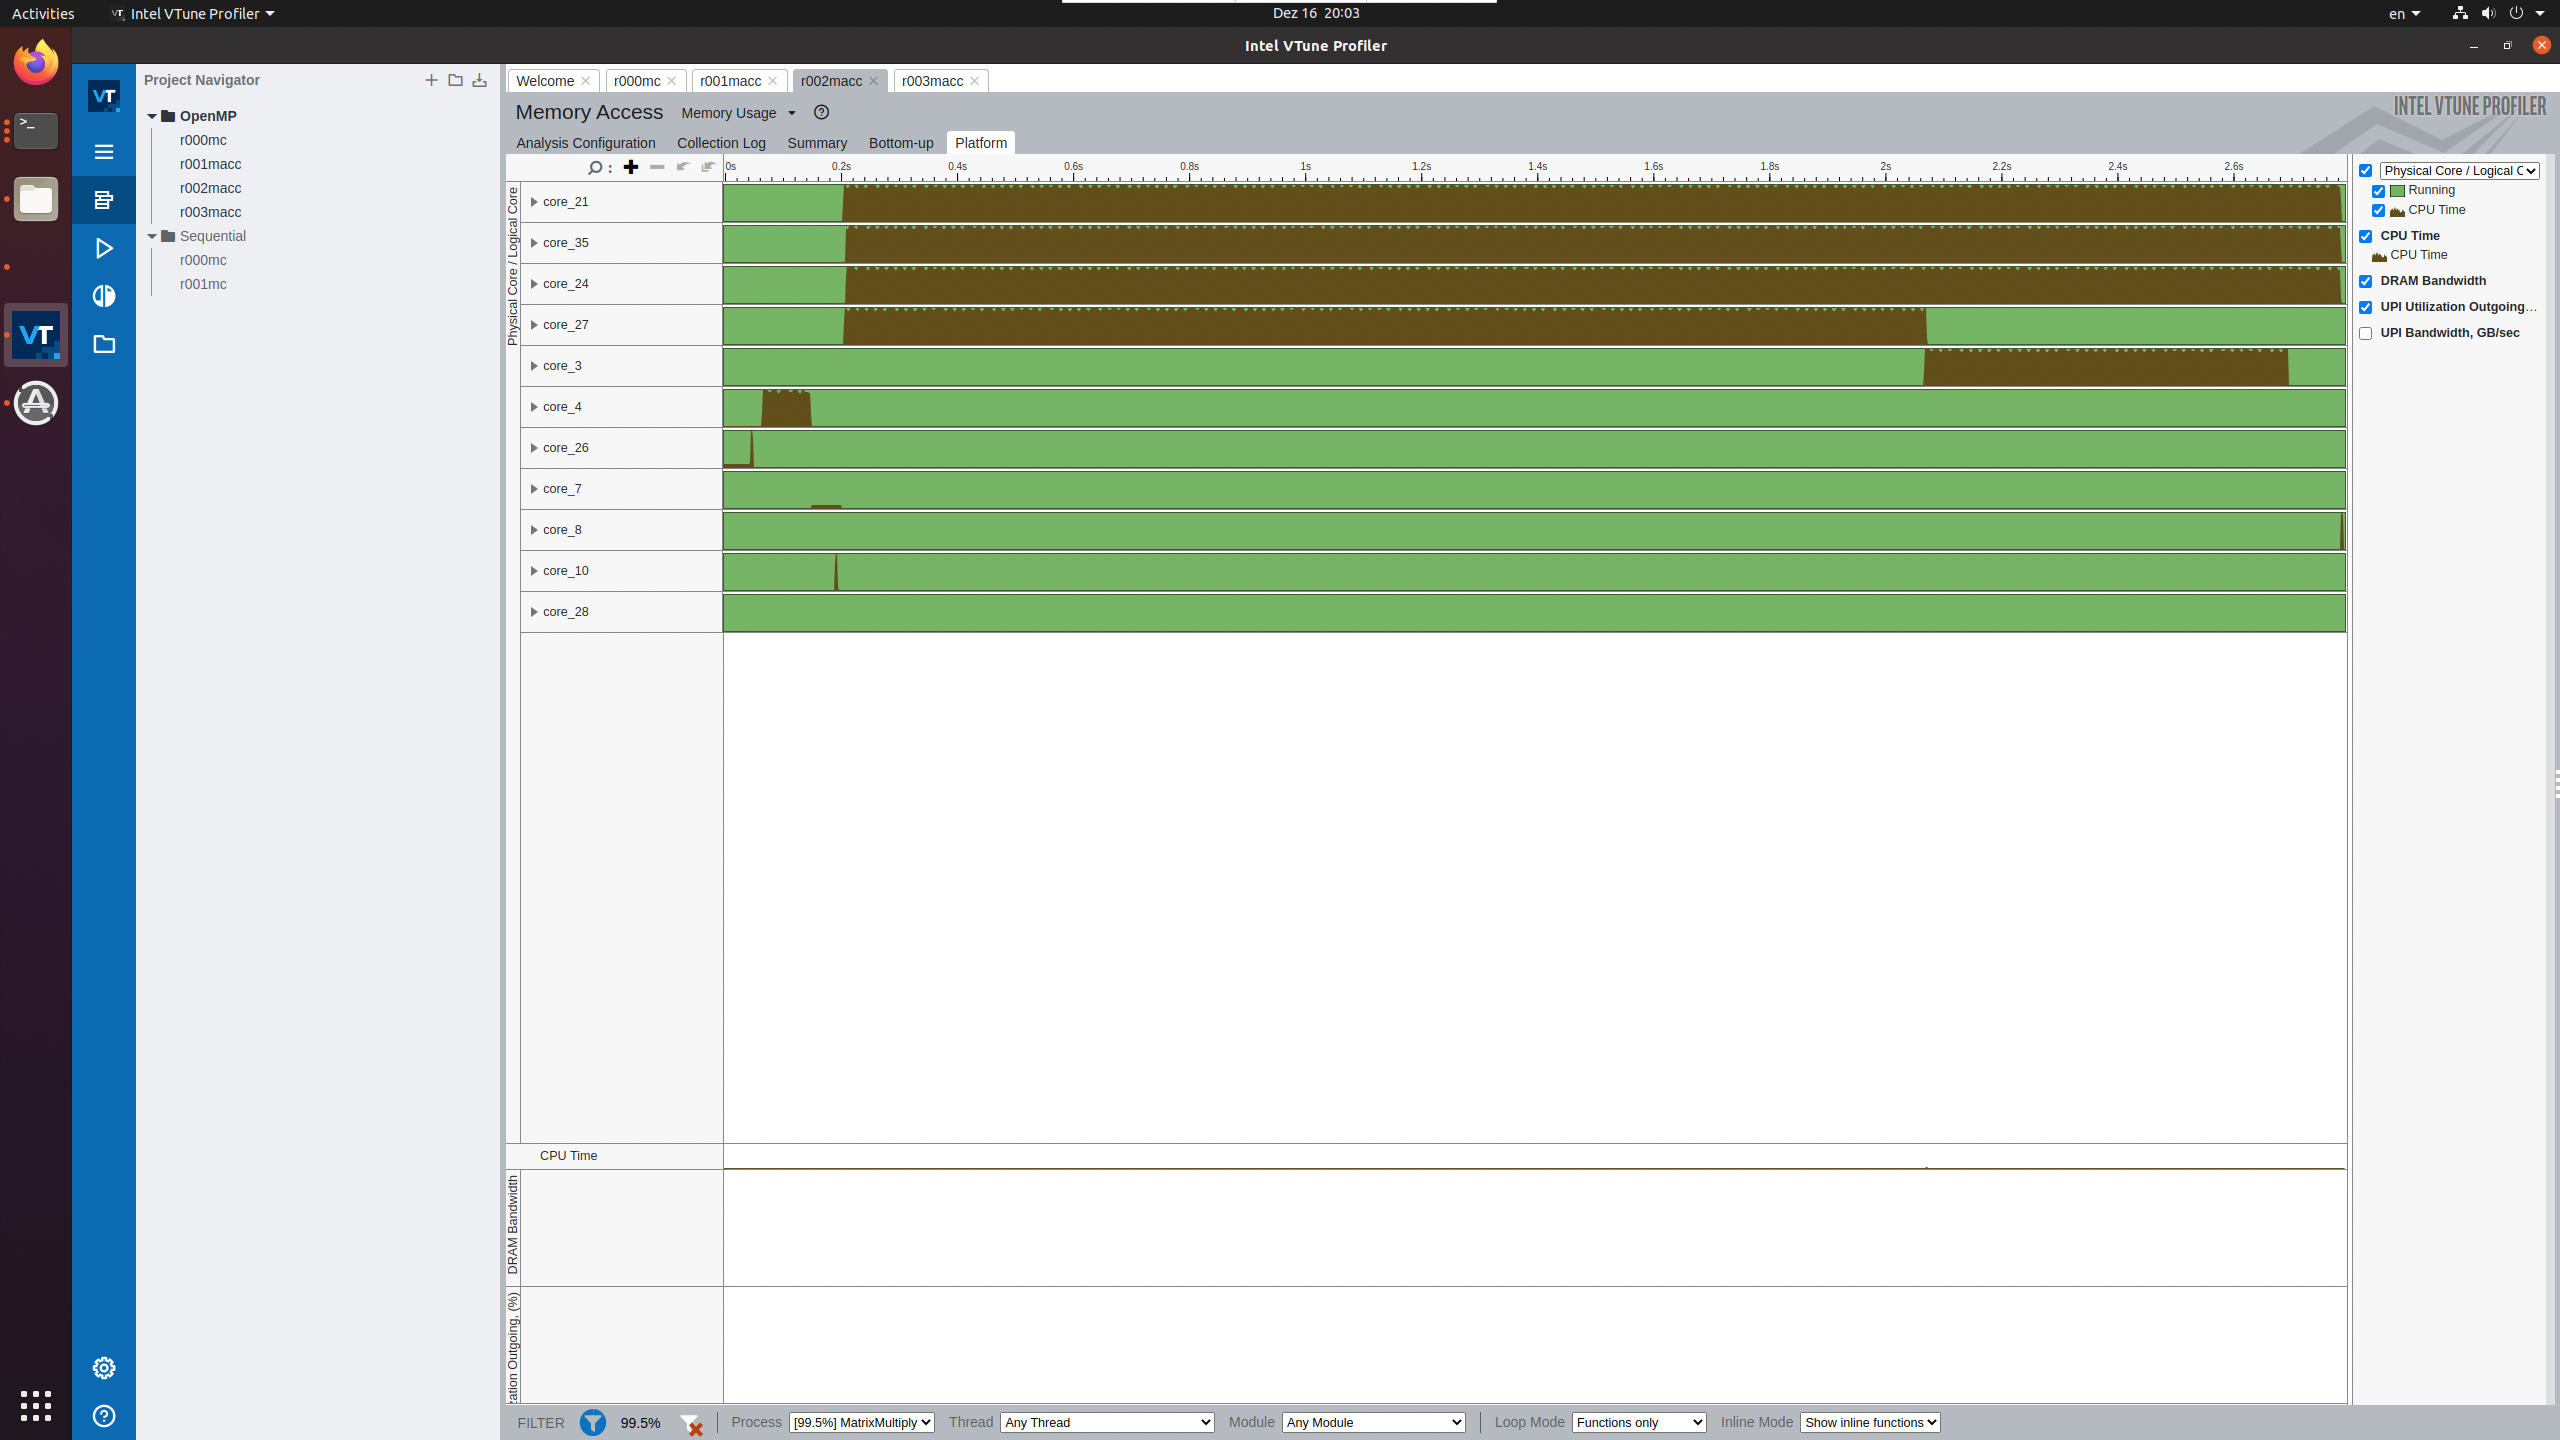 Activities
VT Intel VTune Profiler
Dez 16 20:03
en
Intel VTune Profiler
VT
Project Navigator
OpenMP
r000mc
r001macc
r002macc
r003macc
Sequential
r000mc
r001mc
VT
Welcome
r000mc
r001macc
r002macc
r003macc
Memory Access
Memory Usage
INTEL VTUNE PROFILER
Analysis Configuration
Collection Log
Summary
Bottom-up
Platform
0s 0.2s 0.4s 0.6s 0.8s 1s 1.2s 1.4s 1.6s 1.8s 2s 2.2s 2.4s 2.6s
Physical Core / Logical Core
core_21
core_35
core_24
core_27
core_3
core_4
core_26
core_7
core_8
core_10
core_28
CPU Time
DRAM Bandwidth
Outgoing, (%)
Physical Core / Logical C
Running
CPU Time
CPU Time
CPU Time
DRAM Bandwidth
UPI Utilization Outgoing…
UPI Bandwidth, GB/sec
FILTER
99.5%
Process [99.5%] MatrixMultiply
Thread Any Thread
Module Any Module
Loop Mode Functions only
Inline Mode Show inline functions